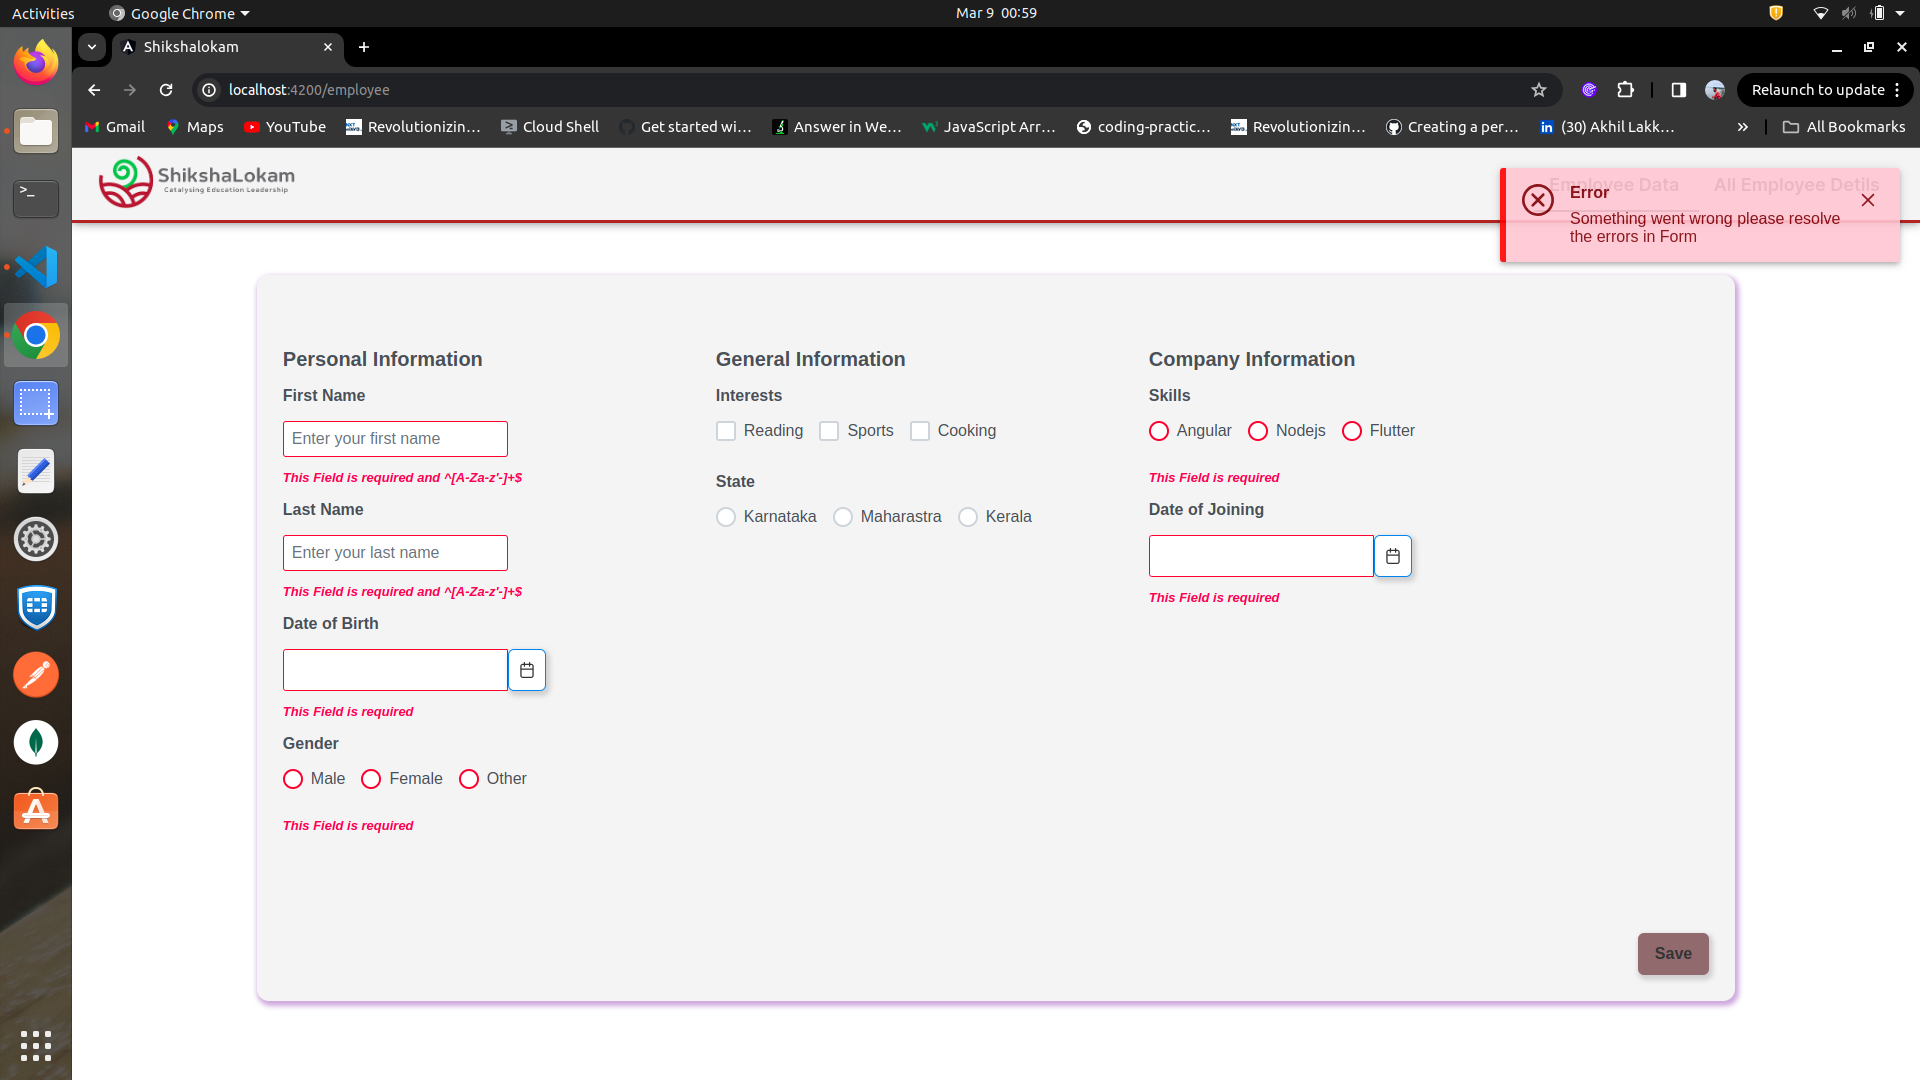 Activities
Google Chrome
Mar 9 00:59
Shikshalokam
localhost:4200/employee
Relaunch to update
Gmail
Maps
YouTube
Revolutionizin...
Cloud Shell
Get started wi...
Answer in We...
JavaScript Arr...
coding-practic...
Revolutionizin...
Creating a per...
(30) Akhil Lakk...
All Bookmarks
ShikshaLokam
Catalysing Education Leadership
Employee Data
All Employee Detils
Error
Something went wrong please resolve
the errors in Form
Personal Information
First Name
Enter your first name
This Field is required and ^[A-Za-z'-]+$
Last Name
Enter your last name
This Field is required and ^[A-Za-z'-]+$
Date of Birth
This Field is required
Gender
Male Female Other
This Field is required
General Information
Interests
Reading Sports Cooking
State
Karnataka Maharastra Kerala
Company Information
Skills
Angular Nodejs Flutter
This Field is required
Date of Joining
This Field is required
Save